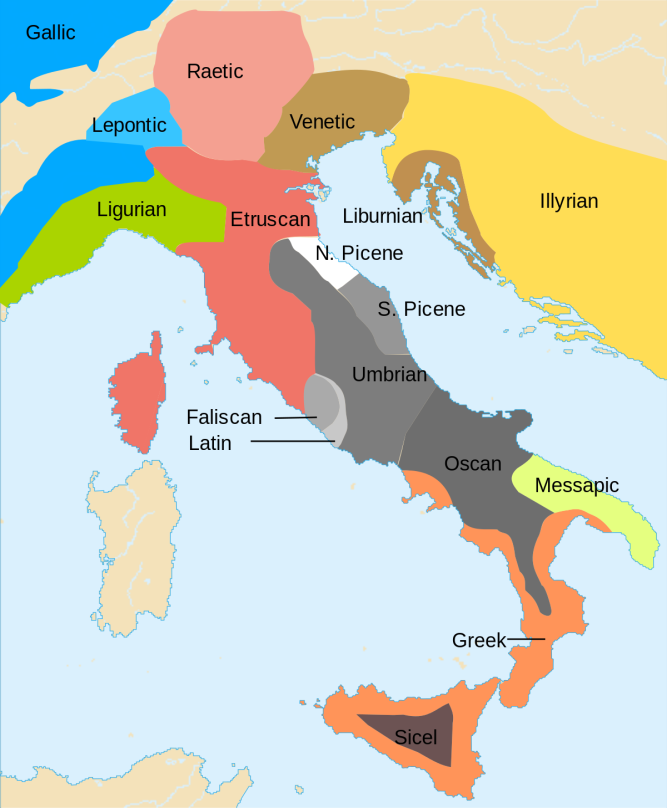 Gallic
Raetic
Lepontic
Venetic
Illyrian
Ligurian
Etruscan
Liburnian
N. Picene
S. Picene
Umbrian
Faliscan
Latin
Oscan
Messapic
Greek
Sicel